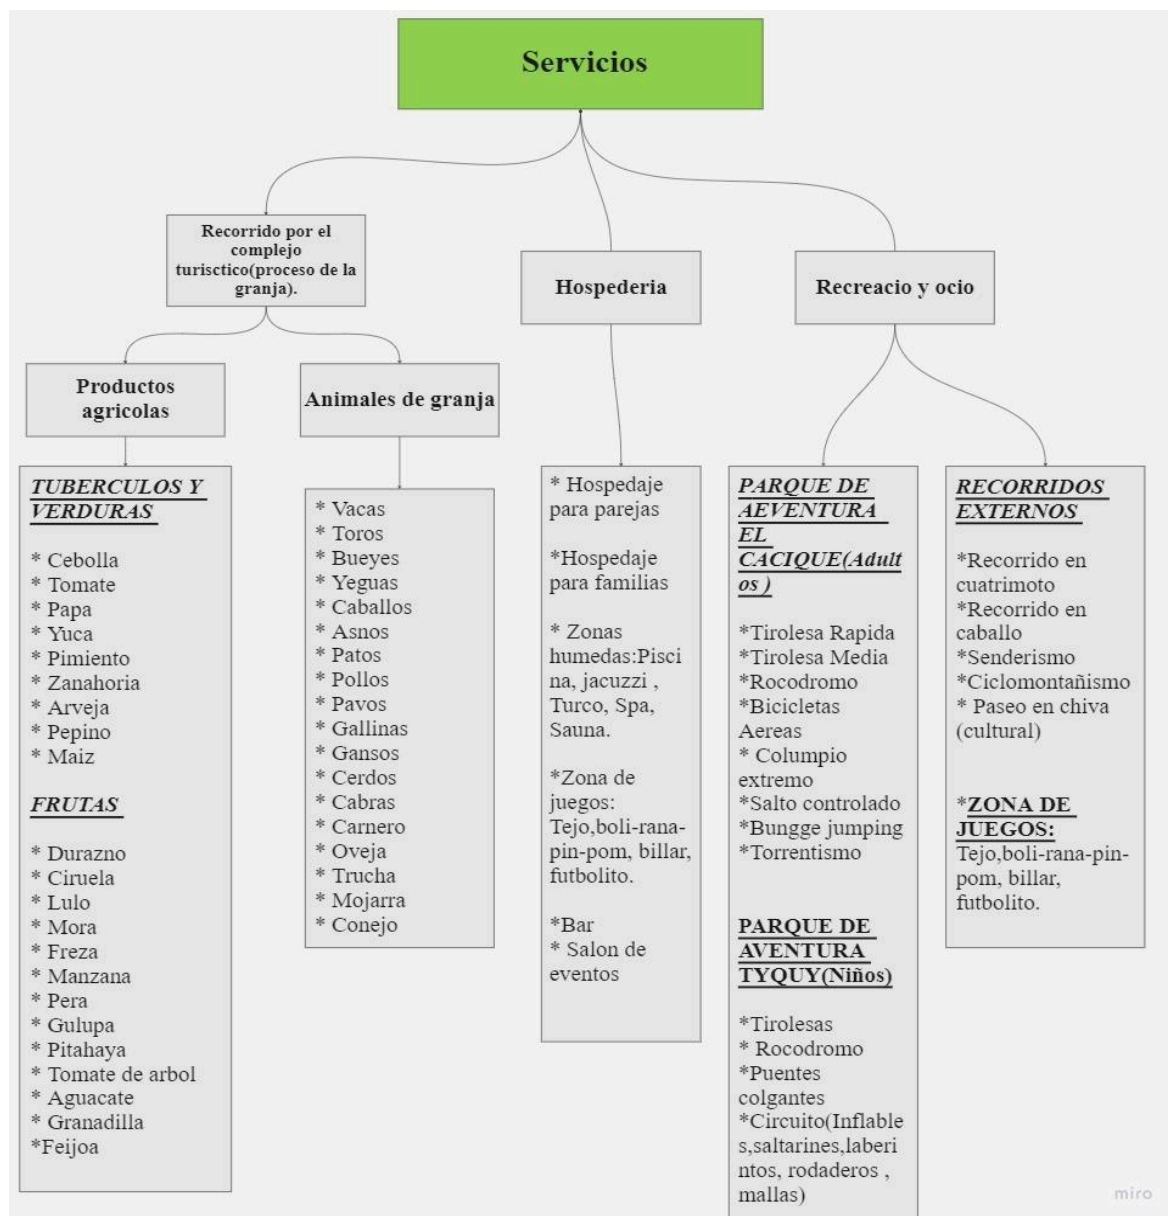 Servicios
Recorrido por el
complejo
turisctico(proceso de la
granja).
Hospederia
Recreacio y ocio
Productos
agricolas
Animales de granja
TUBERCULOS Y
VERDURAS
* Cebolla
* Tomate
* Papa
* Yuca
* Pimiento
* Zanahoria
* Arveja
* Pepino
* Maiz
FRUTAS
* Durazno
* Ciruela
* Lulo
* Mora
* Freza
* Manzana
* Pera
* Gulupa
* Pitahaya
* Tomate de arbol
* Aguacate
* Granadilla
*Feijoa
* Vacas
* Toros
* Bueyes
* Yeguas
* Caballos
* Asnos
* Patos
* Pollos
* Pavos
* Gallinas
* Gansos
* Cerdos
* Cabras
* Carnero
* Oveja
* Trucha
* Mojarra
* Conejo
* Hospedaje
para parejas
*Hospedaje
para familias
* Zonas
humedas:Pisci
na, jacuzzi ,
Turco, Spa,
Sauna.
*Zona de
juegos:
Tejo,boli-rana-
pin-pom, billar,
futbolito.
*Bar
* Salon de
eventos
PARQUE DE
AEVENTURA
EL
CACIQUE(Adult
os )
*Tirolesa Rapida
*Tirolesa Media
*Rocodromo
*Bicicletas
Aereas
* Columpio
extremo
*Salto controlado
*Bungge jumping
*Torrentismo
PARQUE DE
AVENTURA
TYQUY(Niños)
*Tirolesas
* Rocodromo
*Puentes
colgantes
*Circuito(Inflable
s,saltarines,laberi
ntos, rodaderos ,
mallas)
RECORRIDOS
EXTERNOS
*Recorrido en
cuatrimoto
*Recorrido en
caballo
*Senderismo
*Ciclomontañismo
* Paseo en chiva
(cultural)
*ZONA DE
JUEGOS:
Tejo,boli-rana-pin-
pom, billar,
futbolito.
miro